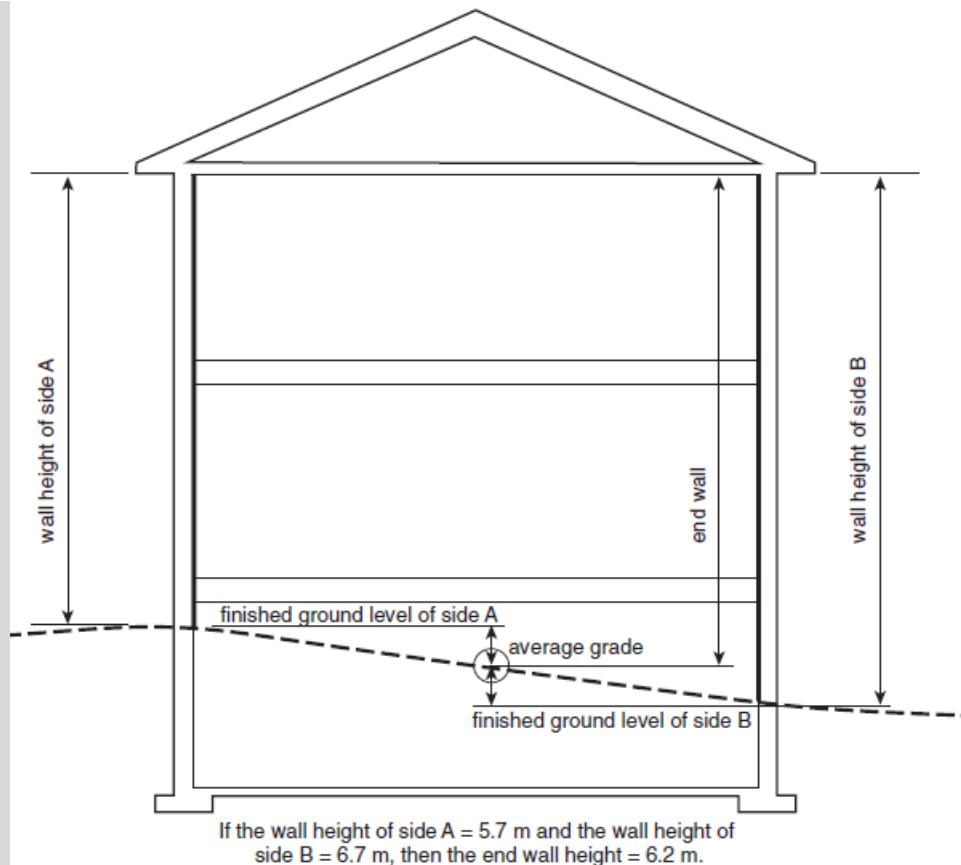 wall height of side A
end wall
wall height of side B
finished ground level of side A
average grade
finished ground level of side B
If the wall height of side A = 5.7 m and the wall height of
side B = 6.7 m, then the end wall height = 6.2 m.